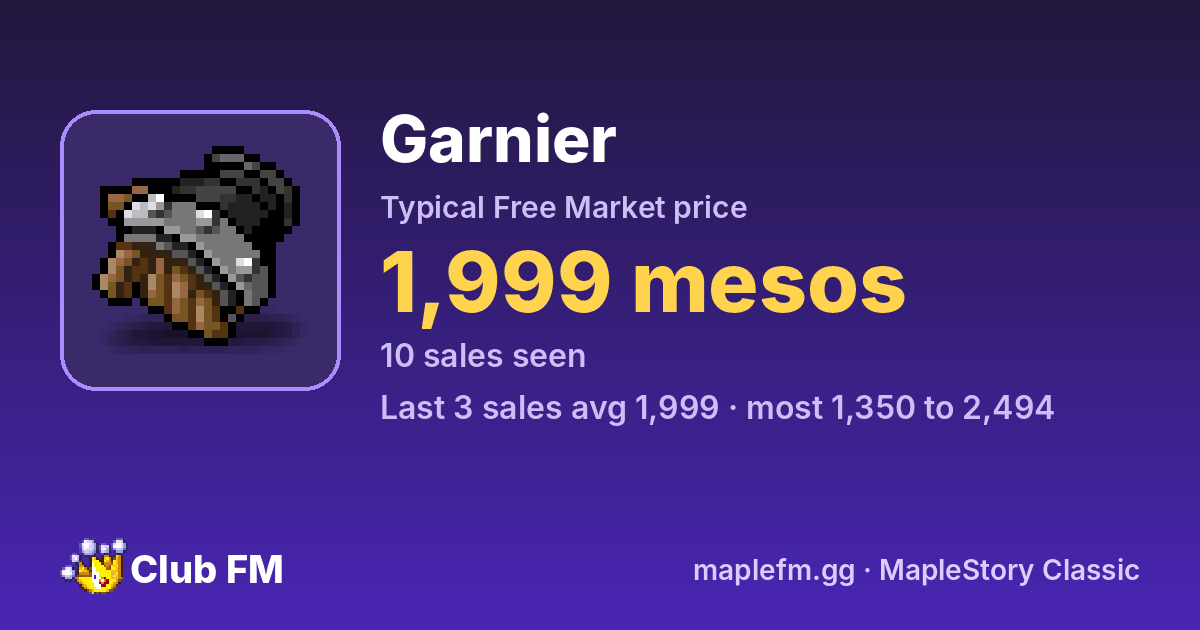 Garnier
Typical Free Market price
1,999 mesos
10 sales seen
Last 3 sales avg 1,999 · most 1,350 to 2,494
Club FM
maplefm.gg · MapleStory Classic